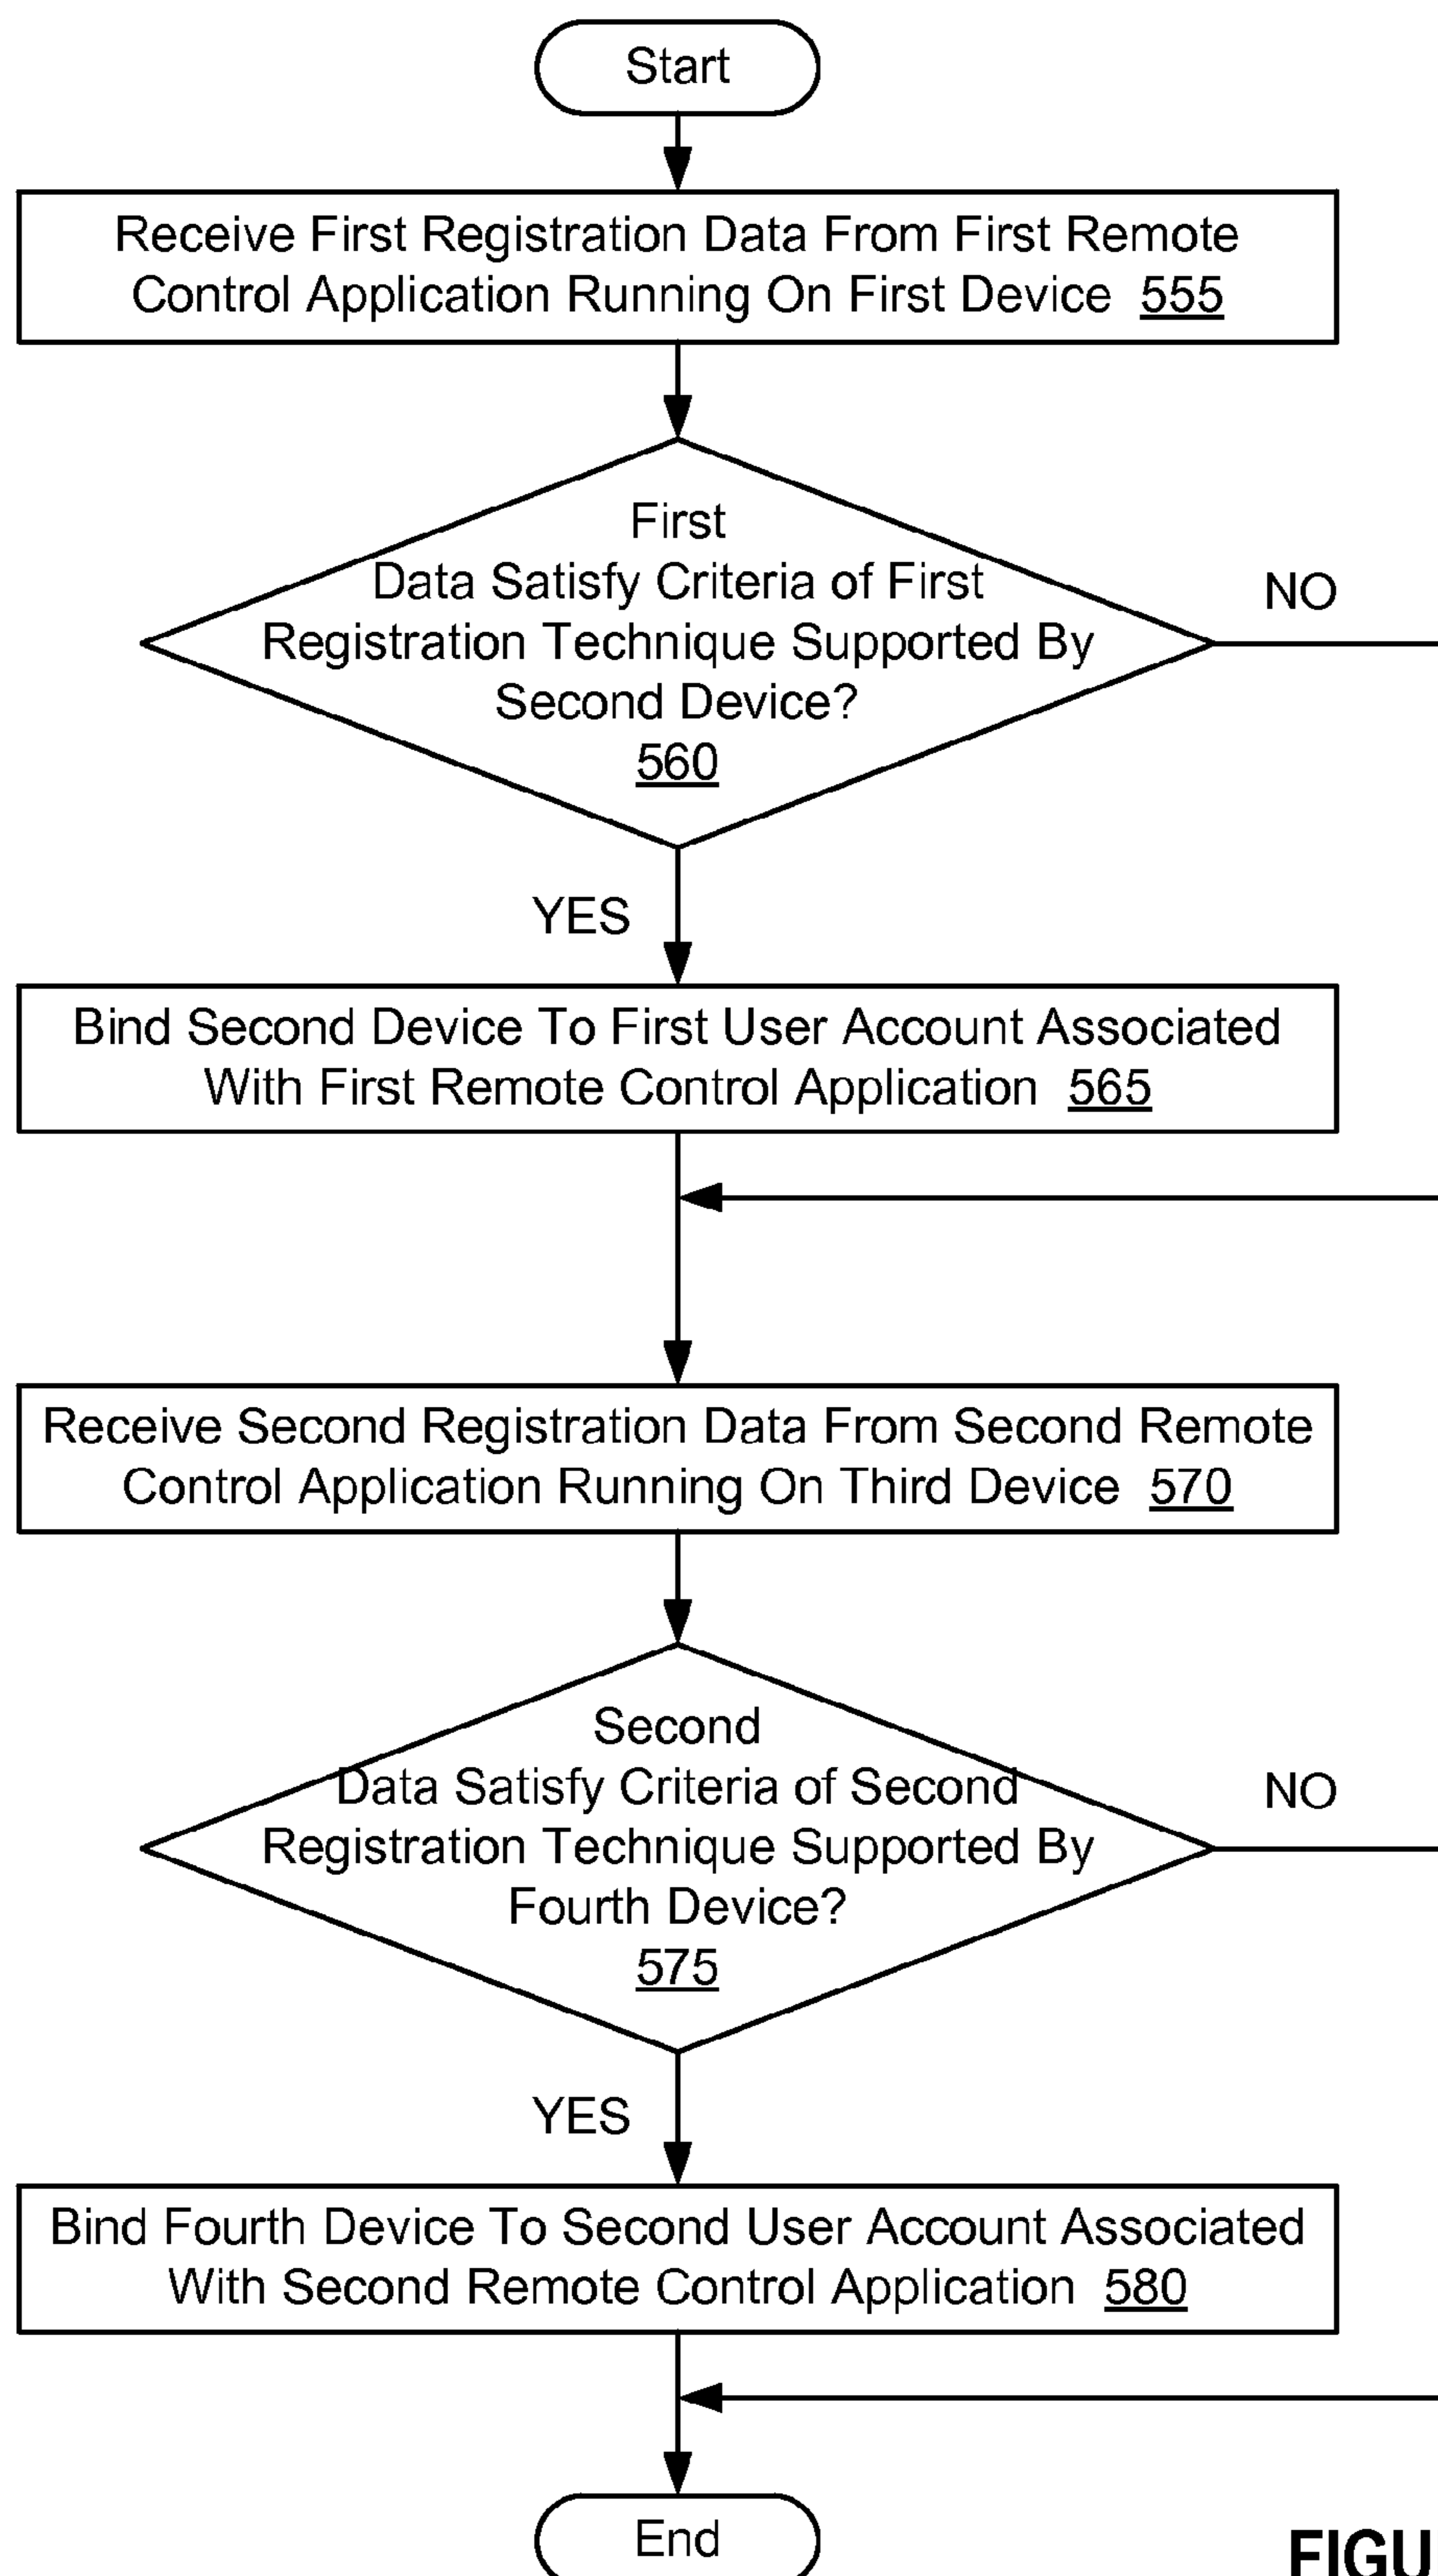 Start
Receive First Registration Data From First Remote
Control Application Running On First Device 555
First
Data Satisfy Criteria of First
Registration Technique Supported By
Second Device?
560
NO
YES
Bind Second Device To First User Account Associated
With First Remote Control Application 565
Receive Second Registration Data From Second Remote
Control Application Running On Third Device 570
Second
Data Satisfy Criteria of Second
Registration Technique Supported By
Fourth Device?
575
NO
YES
Bind Fourth Device To Second User Account Associated
With Second Remote Control Application 580
End
FIGU